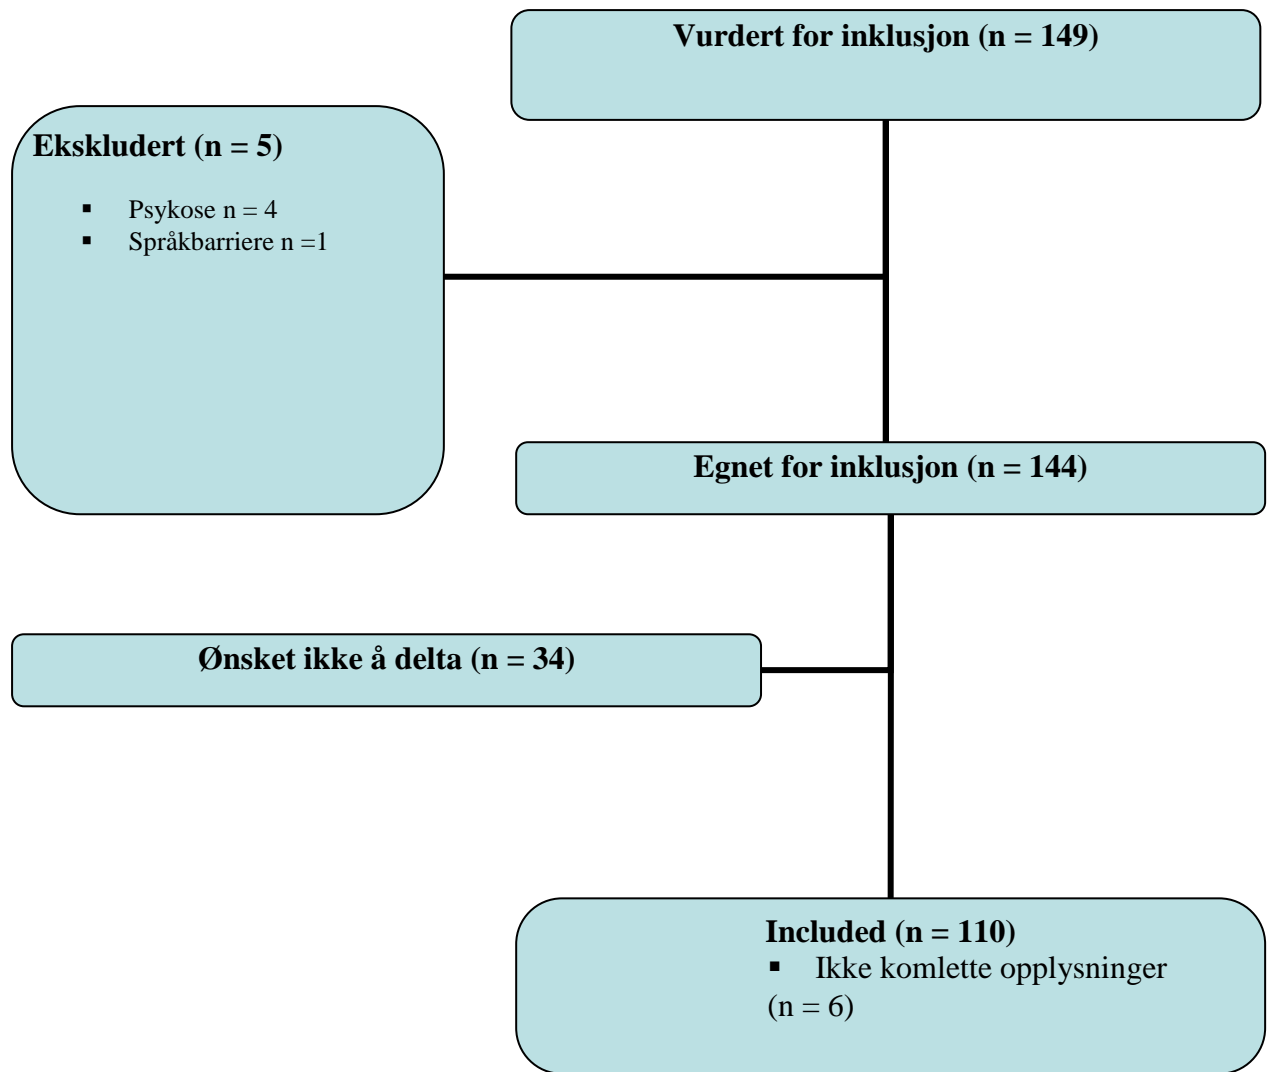 Vurdert for inklusjon (n = 149)
Ekskludert (n = 5)
▪ Psykose n = 4
▪ Språkbarriere n =1
Egnet for inklusjon (n = 144)
Ønsket ikke å delta (n = 34)
Included (n = 110)
▪ Ikke komlette opplysninger
(n = 6)